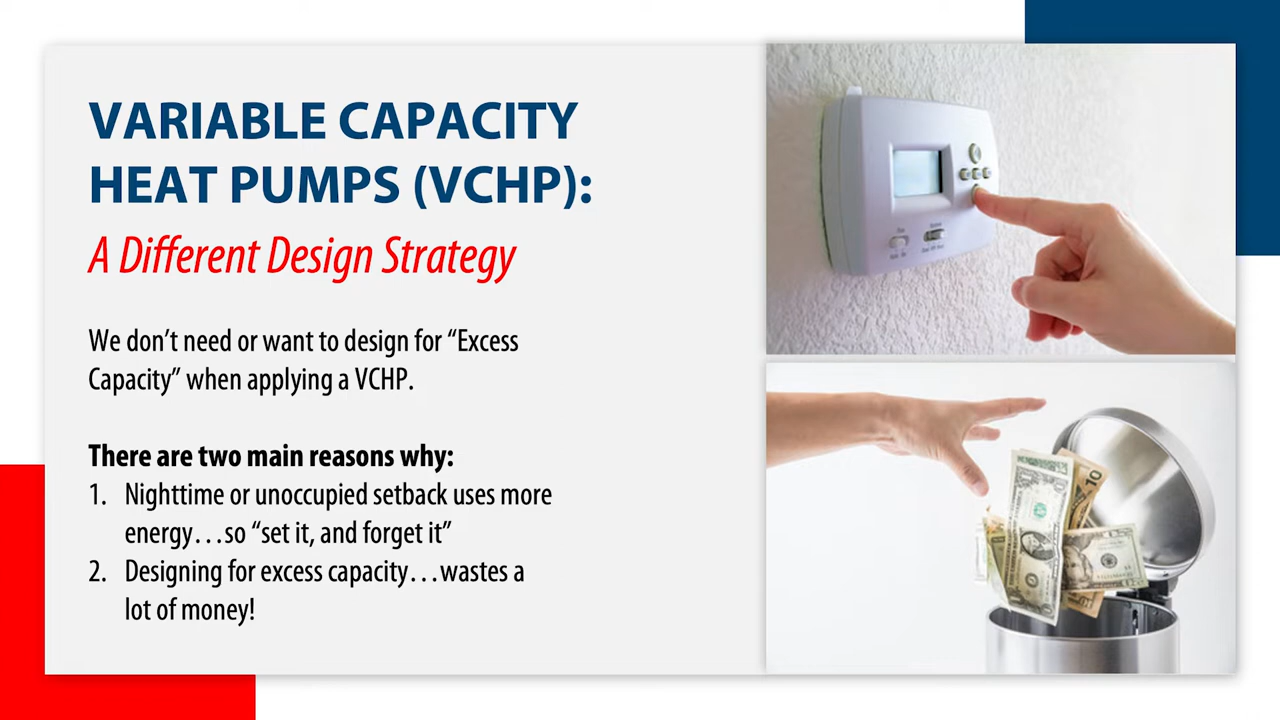 VARIABLE CAPACITY
HEAT PUMPS (VCHP):
A Different Design Strategy
We don’t need or want to design for “Excess
Capacity” when applying a VCHP.
There are two main reasons why:
1. Nighttime or unoccupied setback uses more
energy…so “set it, and forget it”
2. Designing for excess capacity…wastes a
lot of money!
10